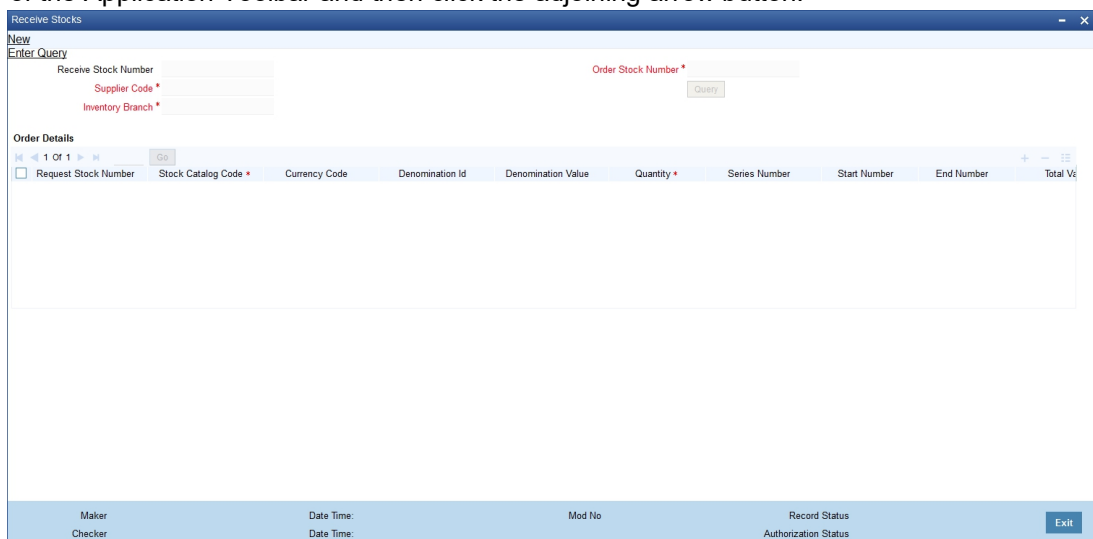 of the Application Toolbar and then click the adjoining arrow button.
Receive Stocks
New
Enter Query
Receive Stock Number Order Stock Number *
Supplier Code * Query
Inventory Branch *
Order Details
1 Of 1 Go
Request Stock Number Stock Catalog Code * Currency Code Denomination Id Denomination Value Quantity * Series Number Start Number End Number Total Va
Maker Date Time: Mod No Record Status
Checker Date Time: Authorization Status Exit